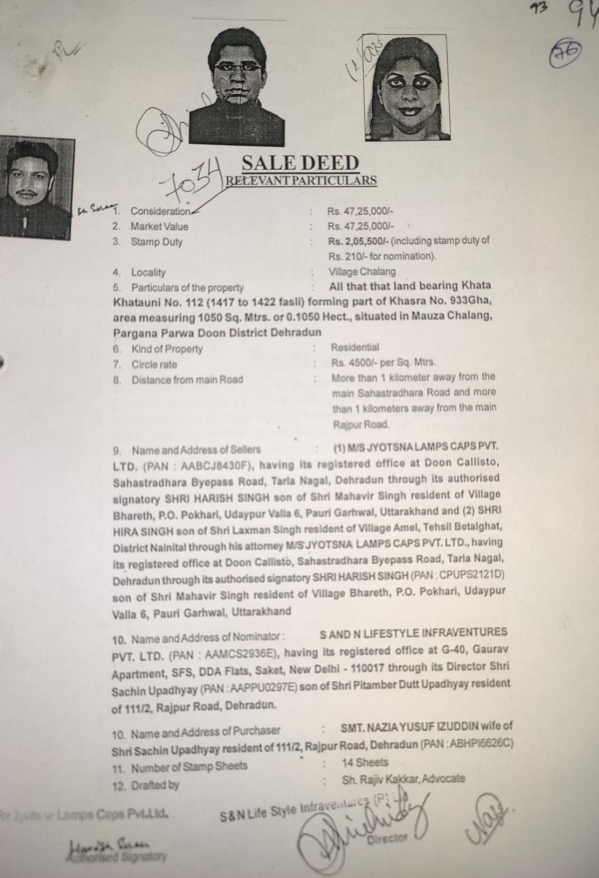 93 94
76
7034
SALE DEED
RELEVANT PARTICULARS
1. Consideration : Rs. 47,25,000/-
2. Market Value : Rs. 47,25,000/-
3. Stamp Duty : Rs. 2,05,500/- (including stamp duty of
Rs. 210/- for nomination).
4. Locality : Village Chalang
5. Particulars of the property : All that that land bearing Khata
Khatauni No. 112 (1417 to 1422 fasli) forming part of Khasra No. 933Gha,
area measuring 1050 Sq. Mtrs. or 0.1050 Hect., situated in Mauza Chalang,
Pargana Parwa Doon District Dehradun
6. Kind of Property : Residential
7. Circle rate : Rs. 4500/- per Sq. Mtrs.
8. Distance from main Road : More than 1 kilometer away from the
main Sahastradhara Road and more
than 1 kilometers away from the main
Rajpur Road.
9. Name and Address of Sellers : (1) M/S JYOTSNA LAMPS CAPS PVT.
LTD. (PAN : AABCJ8430F), having its registered office at Doon Callisto,
Sahastradhara Byepass Road, Tarla Nagal, Dehradun through its authorised
signatory SHRI HARISH SINGH son of Shri Mahavir Singh resident of Village
Bhareth, P.O. Pokhari, Udaypur Valla 6, Pauri Garhwal, Uttarakhand and (2) SHRI
HIRA SINGH son of Shri Laxman Singh resident of Village Amel, Tehsil Betalghat,
District Nainital through his attorney M/S JYOTSNA LAMPS CAPS PVT. LTD., having
its registered office at Doon Callisto, Sahastradhara Byepass Road, Tarla Nagal,
Dehradun through its authorised signatory SHRI HARISH SINGH (PAN : CPUPS2121D)
son of Shri Mahavir Singh resident of Village Bhareth, P.O. Pokhari, Udaypur
Valla 6, Pauri Garhwal, Uttarakhand
10. Name and Address of Nominator : S AND N LIFESTYLE INFRAVENTURES
PVT. LTD. (PAN : AAMCS2936E), having its registered office at G-40, Gaurav
Apartment, SFS, DDA Flats, Saket, New Delhi - 110017 through its Director Shri
Sachin Upadhyay (PAN : AAPPU0297E) son of Shri Pitamber Dutt Upadhyay resident
of 111/2, Rajpur Road, Dehradun.
10. Name and Address of Purchaser : SMT. NAZIA YUSUF IZUDDIN wife of
Shri Sachin Upadhyay resident of 111/2, Rajpur Road, Dehradun (PAN : ABHPI6626C)
11. Number of Stamp Sheets : 14 Sheets
12. Drafted by : Sh. Rajiv Kakkar, Advocate
Lamps Caps Pvt.Ltd.
S&N Life Style Infraventures (P)
Director
Authorised Signatory